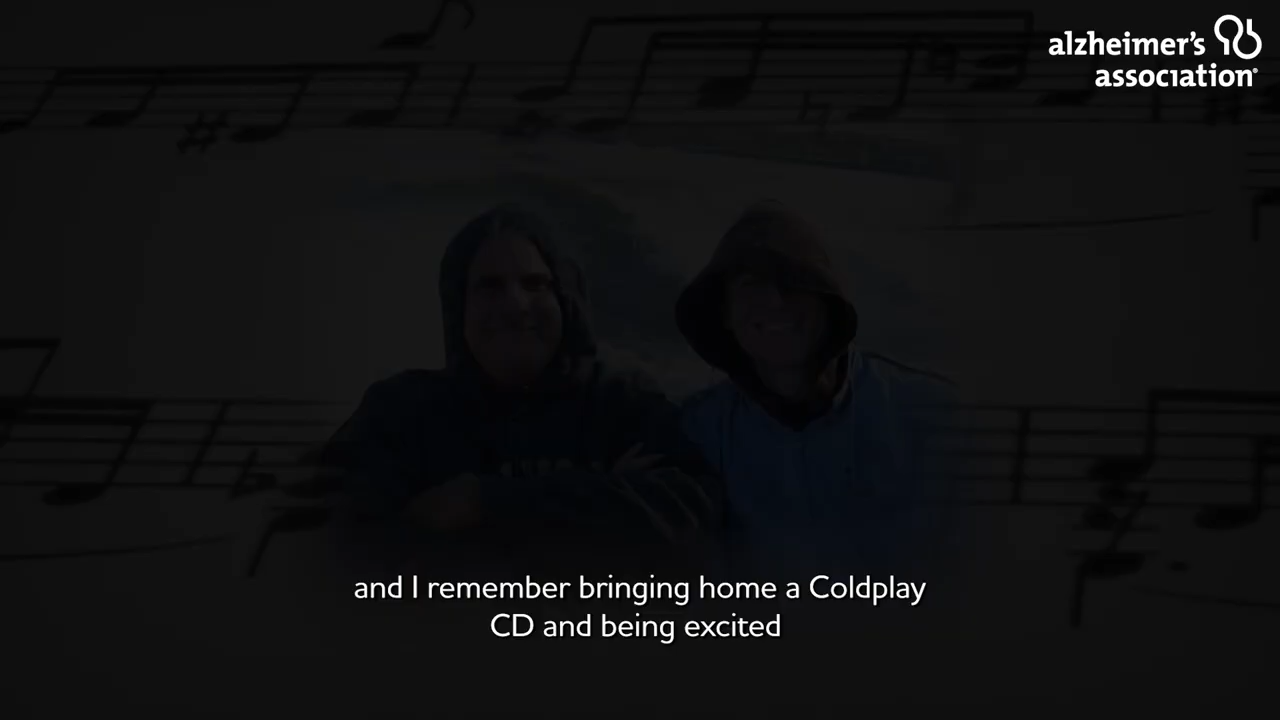 alzheimer's
association®
and I remember bringing home a Coldplay
CD and being excited